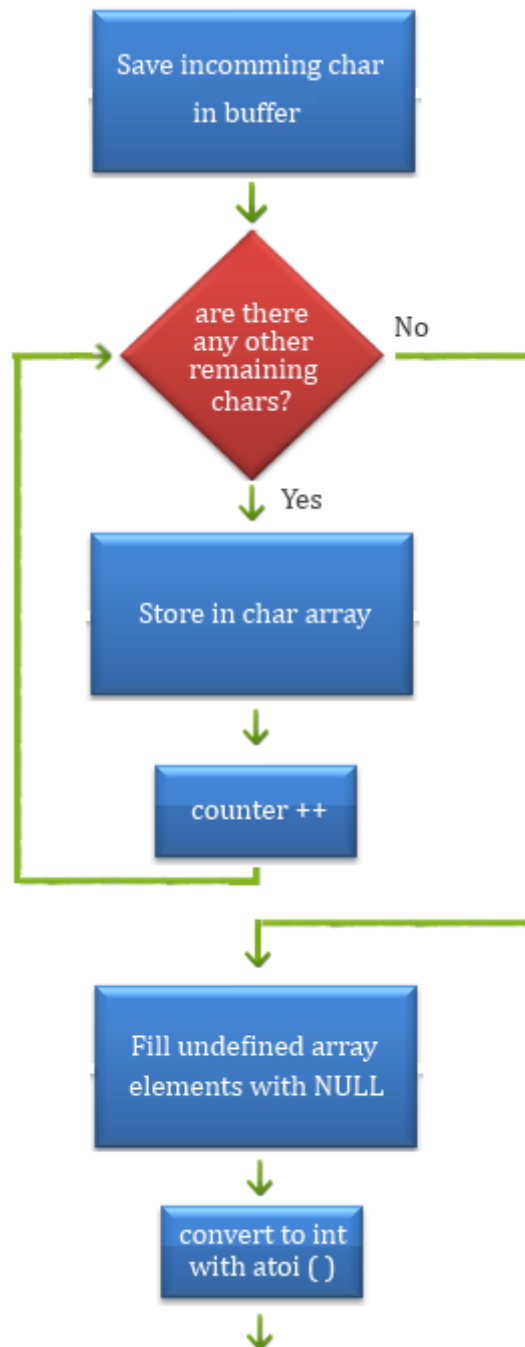 Save incomming char
in buffer
are there
any other
remaining
chars?
No
Yes
Store in char array
counter ++
Fill undefined array
elements with NULL
convert to int
with atoi ( )